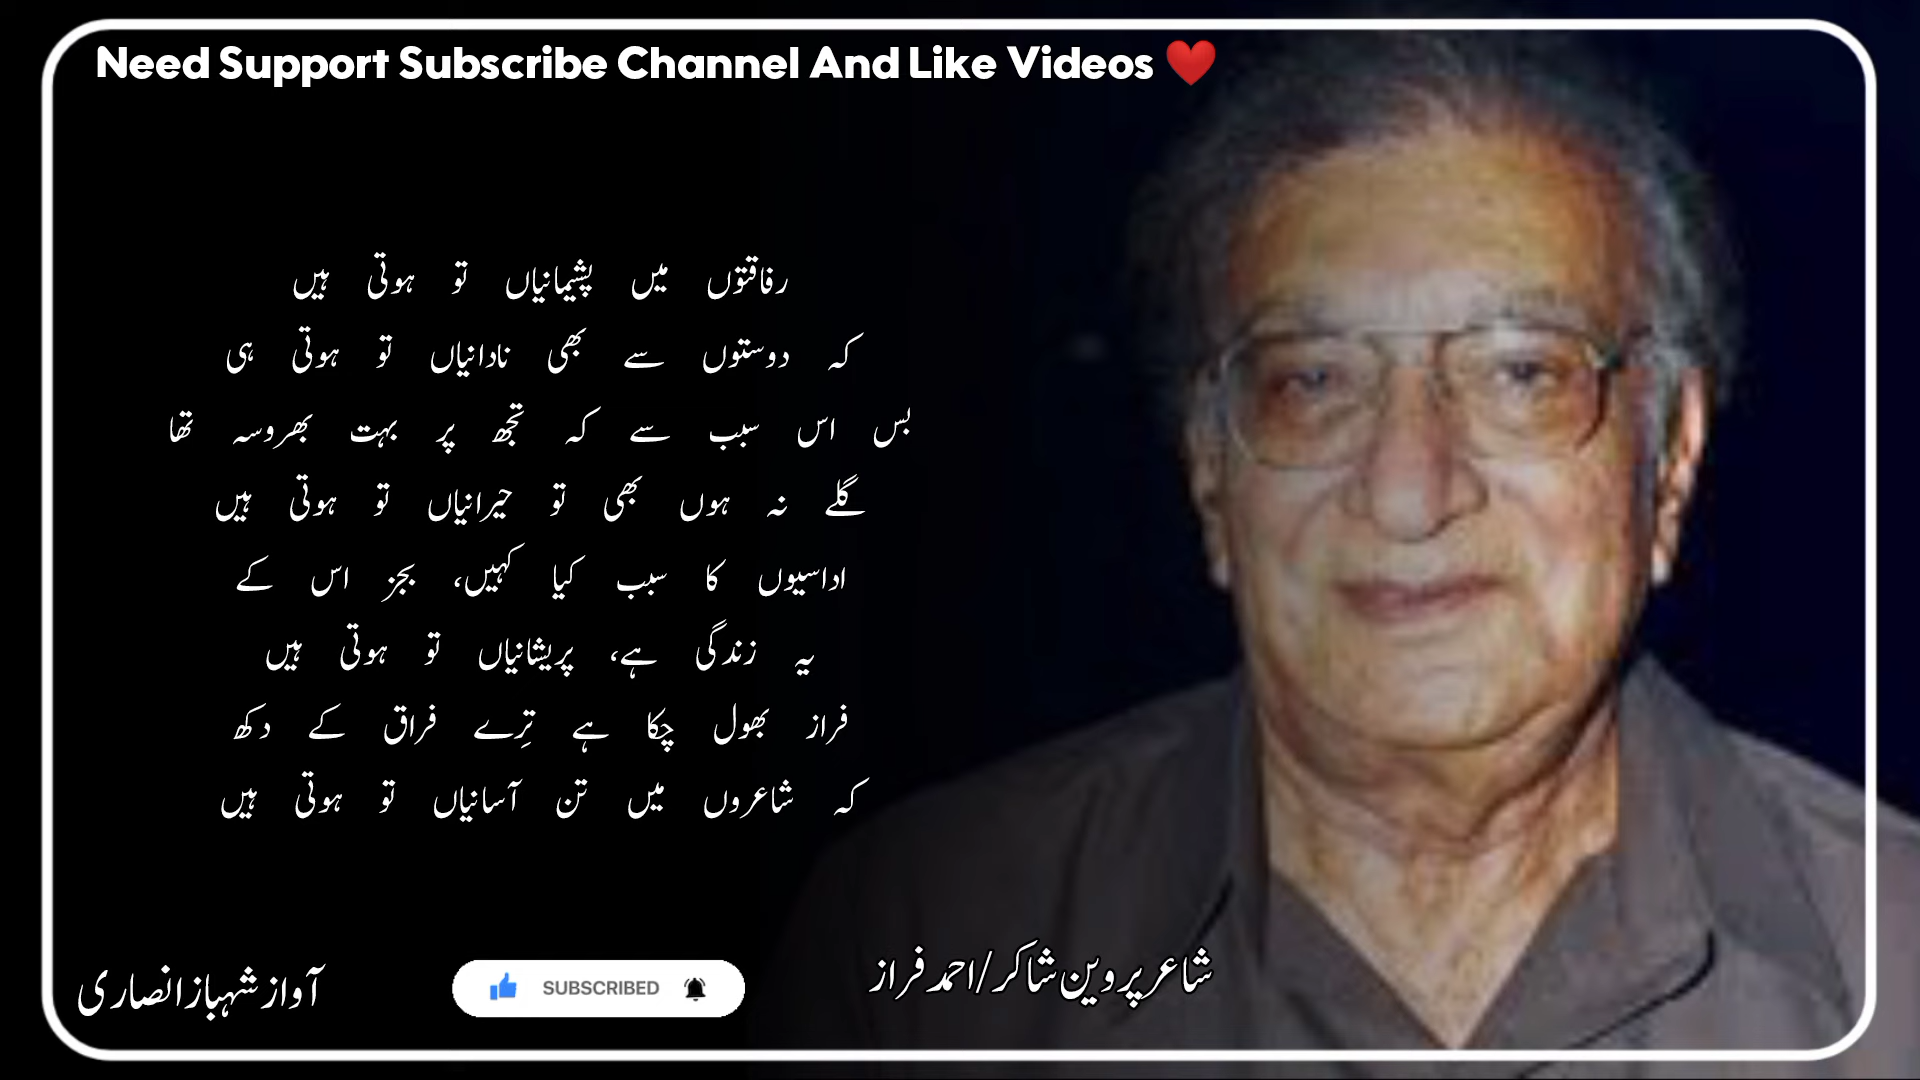 Need Support Subscribe Channel And Like Videos ❤️
رفاقتوں میں پشیمانیاں تو ہوتی ہیں
کہ دوستوں سے بھی نادانیاں تو ہوتی ہی
بس اس سبب سے کہ تجھ پر بہت بھروسہ تھا
گلے نہ ہوں بھی تو حیرانیاں تو ہوتی ہیں
اداسیوں کا سبب کیا کہیں، بجز اس کے
یہ زندگی ہے، پریشانیاں تو ہوتی ہیں
فراز بھول چکا ہے تِرے فراق کے دکھ
کہ شاعروں میں تن آسانیاں تو ہوتی ہیں
شاعر پروین شاکر/احمد فراز
SUBSCRIBED
آواز شہباز انصاری